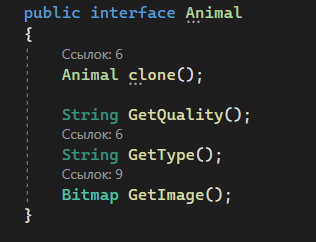 public interface Animal
{
Ссылок: 6
Animal clone();
String GetQuality();
Ссылок: 6
String GetType();
Ссылок: 9
Bitmap GetImage();
}